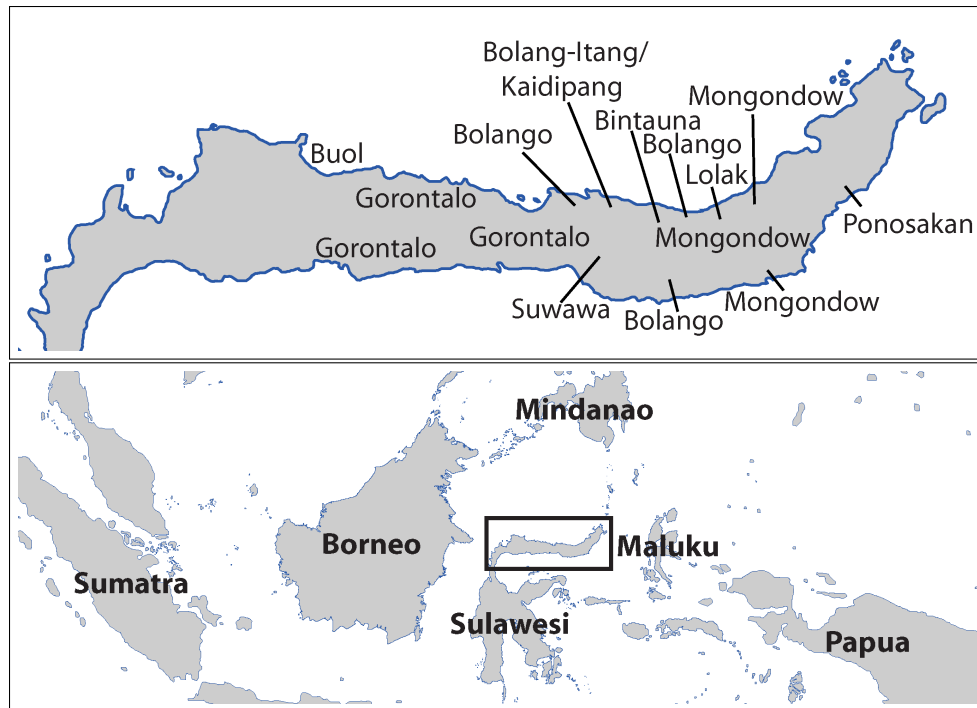 Bolang-Itang/
Kaidipang
Mongondow
Bintauna
Bolango
Bolango
Buol
Lolak
Gorontalo
Ponosakan
Gorontalo
Gorontalo
Mongondow
Suwawa
Mongondow
Bolango
Mindanao
Borneo
Maluku
Sumatra
Sulawesi
Papua